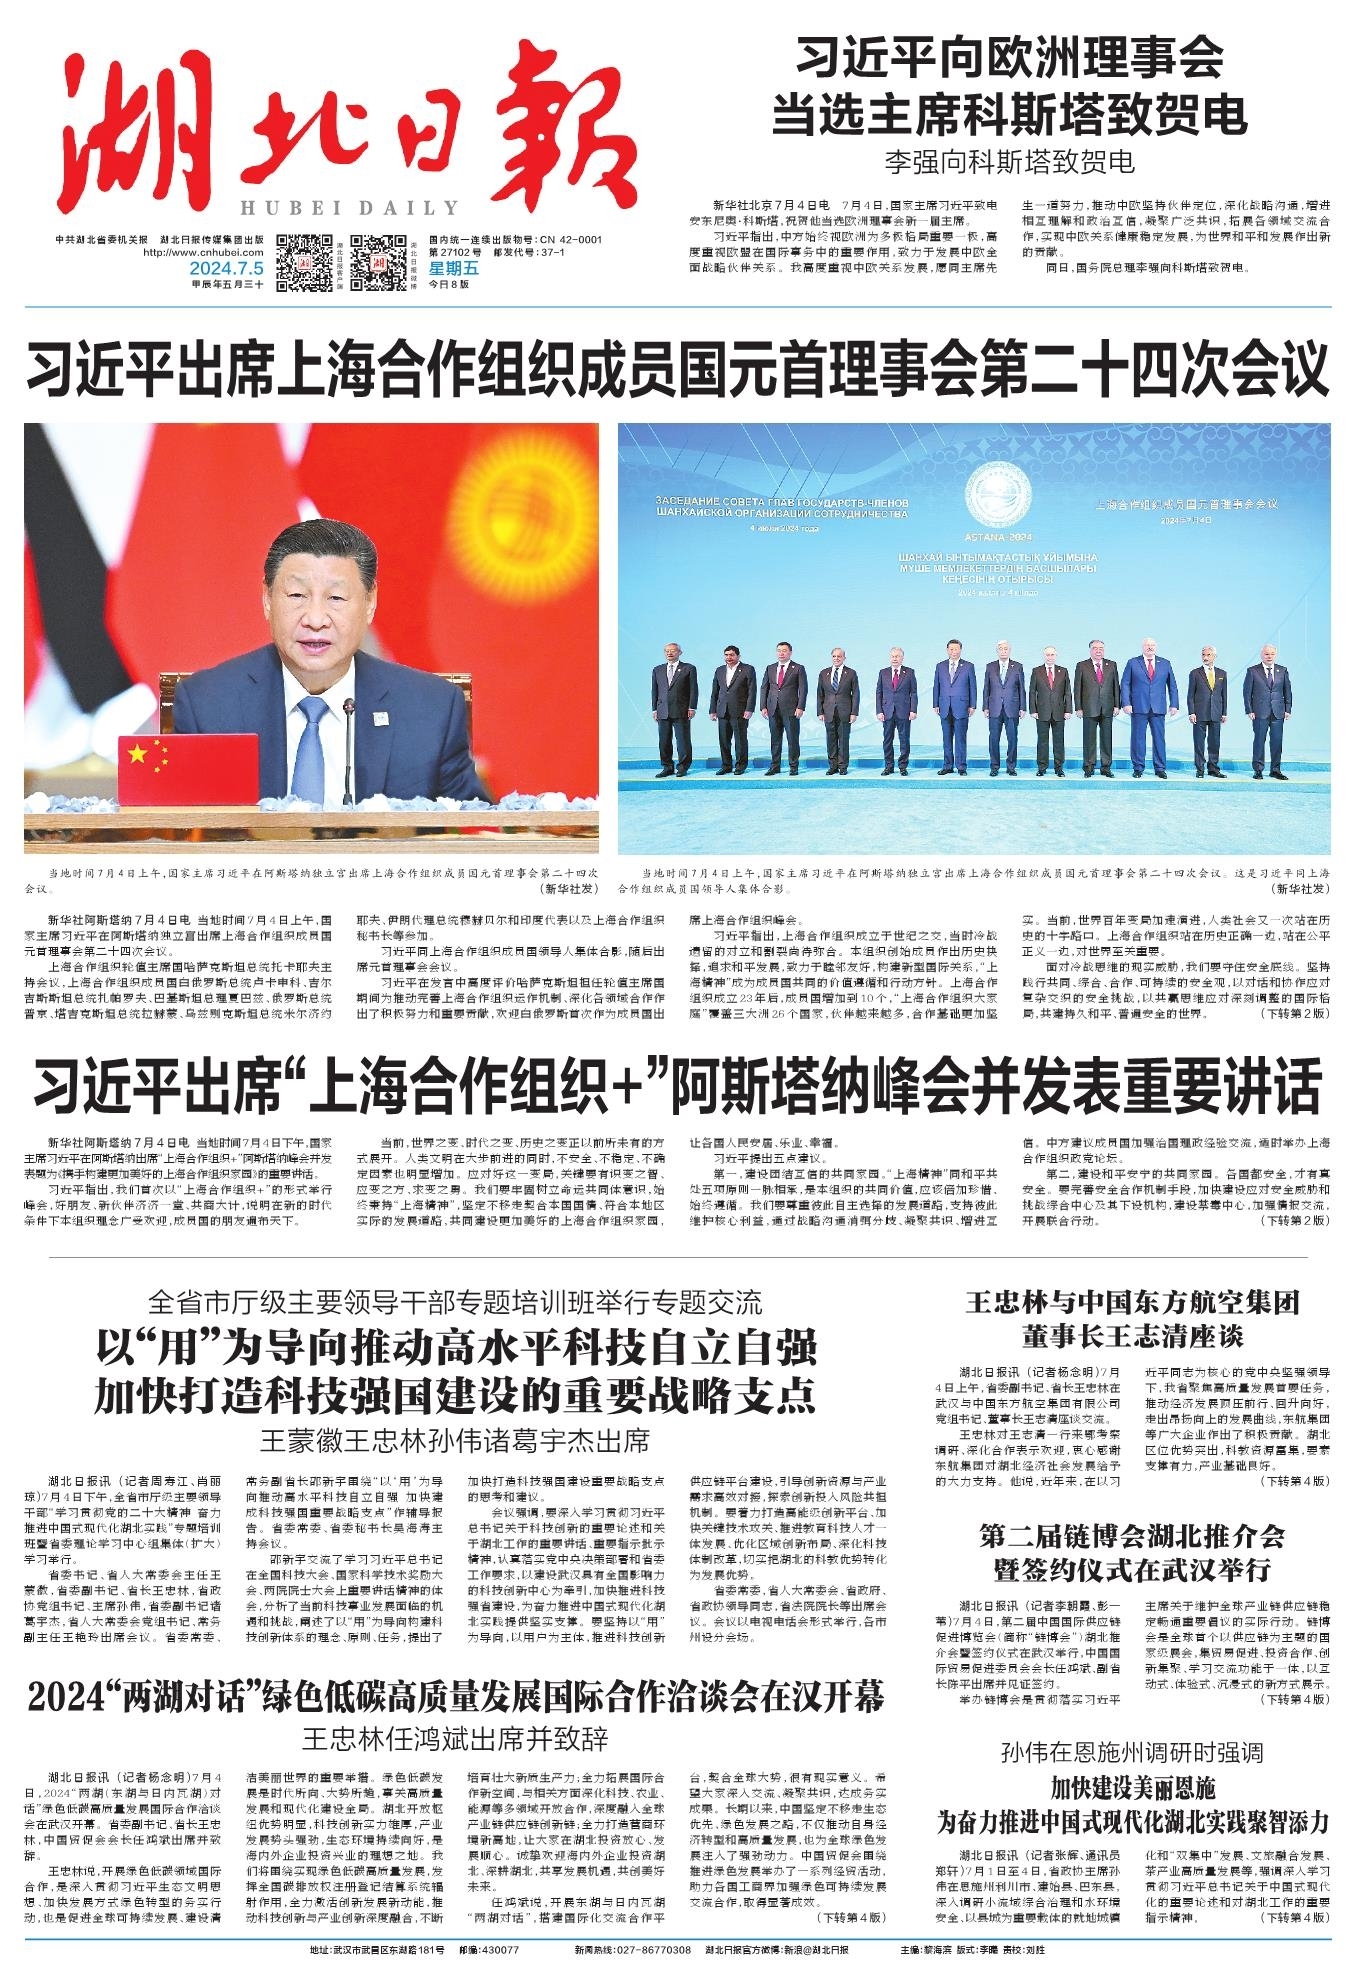 湖北日报
HUBEI DAILY
中共湖北省委机关报 湖北日报传媒集团出版
http://www.cnhubei.com
2024.7.5
甲辰年五月三十
湖北日报客户端
湖北日报微博
国内统一连续出版物号:CN 42-0001
第27102号 邮发代号:37-1
星期五
今日8版
习近平向欧洲理事会
当选主席科斯塔致贺电
李强向科斯塔致贺电
新华社北京7月4日电 7月4日,国家主席习近平致电
安东尼奥·科斯塔,祝贺他当选欧洲理事会新一届主席。
习近平指出,中方始终视欧洲为多极格局重要一极,高
度重视欧盟在国际事务中的重要作用,致力于发展中欧全
面战略伙伴关系。我高度重视中欧关系发展,愿同主席先
生一道努力,推动中欧坚持伙伴定位,深化战略沟通,增进
相互理解和政治互信,凝聚广泛共识,拓展各领域交流合
作,实现中欧关系健康稳定发展,为世界和平和发展作出新
的贡献。
同日,国务院总理李强向科斯塔致贺电。
习近平出席上海合作组织成员国元首理事会第二十四次会议
ЗАСЕДАНИЕ СОВЕТА ГЛАВ ГОСУДАРСТВ-ЧЛЕНОВ
ШАНХАЙСКОЙ ОРГАНИЗАЦИИ СОТРУДНИЧЕСТВА
4 июля 2024 года
ASTANA-2024
上海合作组织成员国元首理事会会议
2024年7月4日
ШАНХАЙ ЫНТЫМАҚТАСТЫҚ ҰЙЫМЫНА
МҮШЕ МЕМЛЕКЕТТЕРДІҢ БАСШЫЛАРЫ
КЕҢЕСІНІҢ ОТЫРЫСЫ
2024 жылғы 4 шілде
当地时间7月4日上午,国家主席习近平在阿斯塔纳独立宫出席上海合作组织成员国元首理事会第二十四次
会议。 (新华社发)
当地时间7月4日上午,国家主席习近平在阿斯塔纳独立宫出席上海合作组织成员国元首理事会第二十四次会议。这是习近平同上海
合作组织成员国领导人集体合影。 (新华社发)
新华社阿斯塔纳7月4日电 当地时间7月4日上午,国
家主席习近平在阿斯塔纳独立宫出席上海合作组织成员国
元首理事会第二十四次会议。
上海合作组织轮值主席国哈萨克斯坦总统托卡耶夫主
持会议,上海合作组织成员国白俄罗斯总统卢卡申科、吉尔
吉斯斯坦总统扎帕罗夫、巴基斯坦总理夏巴兹、俄罗斯总统
普京、塔吉克斯坦总统拉赫蒙、乌兹别克斯坦总统米尔济约
耶夫、伊朗代理总统穆赫贝尔和印度代表以及上海合作组织
秘书长等参加。
习近平同上海合作组织成员国领导人集体合影,随后出
席元首理事会会议。
习近平在发言中高度评价哈萨克斯坦担任轮值主席国
期间为推动完善上海合作组织运作机制、深化各领域合作作
出了积极努力和重要贡献,欢迎白俄罗斯首次作为成员国出
席上海合作组织峰会。
习近平指出,上海合作组织成立于世纪之交,当时冷战
遗留的对立和割裂尚待弥合。本组织创始成员作出历史抉
择,追求和平发展,致力于睦邻友好,构建新型国际关系,“上
海精神”成为成员国共同的价值遵循和行动方针。上海合作
组织成立23年后,成员国增加到10个,“上海合作组织大家
庭”覆盖三大洲26个国家,伙伴越来越多,合作基础更加坚
实。当前,世界百年变局加速演进,人类社会又一次站在历
史的十字路口。上海合作组织站在历史正确一边,站在公平
正义一边,对世界至关重要。
面对冷战思维的现实威胁,我们要守住安全底线。坚持
践行共同、综合、合作、可持续的安全观,以对话和协作应对
复杂交织的安全挑战,以共赢思维应对深刻调整的国际格
局,共建持久和平、普遍安全的世界。 (下转第2版)
习近平出席“上海合作组织+”阿斯塔纳峰会并发表重要讲话
新华社阿斯塔纳7月4日电 当地时间7月4日下午,国家
主席习近平在阿斯塔纳出席“上海合作组织+”阿斯塔纳峰会并发
表题为《携手构建更加美好的上海合作组织家园》的重要讲话。
习近平指出,我们首次以“上海合作组织+”的形式举行
峰会,好朋友、新伙伴济济一堂、共商大计,说明在新的时代
条件下本组织理念广受欢迎,成员国的朋友遍布天下。
当前,世界之变、时代之变、历史之变正以前所未有的方
式展开。人类文明在大步前进的同时,不安全、不稳定、不确
定因素也明显增加。应对好这一变局,关键要有识变之智、
应变之方、求变之勇。我们要牢固树立命运共同体意识,始
终秉持“上海精神”,坚定不移走契合本国国情、符合本地区
实际的发展道路,共同建设更加美好的上海合作组织家园,
让各国人民安居、乐业、幸福。
习近平提出五点建议。
第一,建设团结互信的共同家园。“上海精神”同和平共
处五项原则一脉相承,是本组织的共同价值,应该倍加珍惜、
始终遵循。我们要尊重彼此自主选择的发展道路,支持彼此
维护核心利益,通过战略沟通消弭分歧、凝聚共识、增进互
信。中方建议成员国加强治国理政经验交流,适时举办上海
合作组织政党论坛。
第二,建设和平安宁的共同家园。各国都安全,才有真
安全。要完善安全合作机制手段,加快建设应对安全威胁和
挑战综合中心及其下设机构,建设禁毒中心,加强情报交流,
开展联合行动。 (下转第2版)
全省市厅级主要领导干部专题培训班举行专题交流
以“用”为导向推动高水平科技自立自强
加快打造科技强国建设的重要战略支点
王蒙徽王忠林孙伟诸葛宇杰出席
湖北日报讯 (记者周寿江、肖丽
琼)7月4日下午,全省市厅级主要领导
干部“学习贯彻党的二十大精神 奋力
推进中国式现代化湖北实践”专题培训
班暨省委理论学习中心组集体(扩大)
学习举行。
省委书记、省人大常委会主任王
蒙徽,省委副书记、省长王忠林,省政
协党组书记、主席孙伟,省委副书记诸
葛宇杰,省人大常委会党组书记、常务
副主任王艳玲出席会议。省委常委、
常务副省长邵新宇围绕“以‘用’为导
向推动高水平科技自立自强 加快建
成科技强国重要战略支点”作辅导报
告。省委常委、省委秘书长吴海涛主
持会议。
邵新宇交流了学习习近平总书记
在全国科技大会、国家科学技术奖励大
会、两院院士大会上重要讲话精神的体
会,分析了当前科技事业发展面临的机
遇和挑战,阐述了以“用”为导向构建科
技创新体系的理念、原则、任务,提出了
加快打造科技强国建设重要战略支点
的思考和建议。
会议强调,要深入学习贯彻习近平
总书记关于科技创新的重要论述和关
于湖北工作的重要讲话、重要指示批示
精神,认真落实党中央决策部署和省委
工作要求,以建设武汉具有全国影响力
的科技创新中心为牵引,加快推进科技
强省建设,为奋力推进中国式现代化湖
北实践提供坚实支撑。要坚持以“用”
为导向,以用户为主体,推进科技创新
供应链平台建设,引导创新资源与产业
需求高效对接,探索创新投入风险共担
机制。要着力打造高能级创新平台、加
快关键技术攻关、推进教育科技人才一
体发展、优化区域创新布局、深化科技
体制改革,切实把湖北的科教优势转化
为发展优势。
省委常委,省人大常委会、省政府、
省政协领导同志,省法院院长等出席会
议。会议以电视电话会形式举行,各市
州设分会场。
王忠林与中国东方航空集团
董事长王志清座谈
湖北日报讯 (记者杨念明)7月
4日上午,省委副书记、省长王忠林在
武汉与中国东方航空集团有限公司
党组书记、董事长王志清座谈交流。
王忠林对王志清一行来鄂考察
调研、深化合作表示欢迎,衷心感谢
东航集团对湖北经济社会发展给予
的大力支持。他说,近年来,在以习
近平同志为核心的党中央坚强领导
下,我省聚焦高质量发展首要任务,
推动经济发展顶压前行、回升向好,
走出昂扬向上的发展曲线,东航集团
等广大企业作出了积极贡献。湖北
区位优势突出,科教资源富集,要素
支撑有力,产业基础良好。
(下转第4版)
第二届链博会湖北推介会
暨签约仪式在武汉举行
湖北日报讯 (记者李朝霞、彭一
苇)7月4日,第二届中国国际供应链
促进博览会(简称“链博会”)湖北推
介会暨签约仪式在武汉举行,中国国
际贸易促进委员会会长任鸿斌、副省
长陈平出席并见证签约。
举办链博会是贯彻落实习近平
主席关于维护全球产业链供应链稳
定畅通重要倡议的实际行动。链博
会是全球首个以供应链为主题的国
家级展会,集贸易促进、投资合作、创
新集聚、学习交流功能于一体,以互
动式、体验式、沉浸式的新方式展示。
(下转第4版)
2024“两湖对话”绿色低碳高质量发展国际合作洽谈会在汉开幕
王忠林任鸿斌出席并致辞
湖北日报讯 (记者杨念明)7月4
日,2024“两湖(东湖与日内瓦湖)对
话”绿色低碳高质量发展国际合作洽谈
会在武汉开幕。省委副书记、省长王忠
林,中国贸促会会长任鸿斌出席并致
辞。
王忠林说,开展绿色低碳领域国际
合作,是深入贯彻习近平生态文明思
想、加快发展方式绿色转型的务实行
动,也是促进全球可持续发展、建设清
洁美丽世界的重要举措。绿色低碳发
展是时代所向、大势所趋,事关高质量
发展和现代化建设全局。湖北开放枢
纽优势明显,科技创新实力雄厚,产业
发展势头强劲,生态环境持续向好,是
海内外企业投资兴业的理想之地。我
们将围绕实现绿色低碳高质量发展,发
挥全国碳排放权注册登记结算系统辐
射作用,全力激活创新发展新动能,推
动科技创新与产业创新深度融合,不断
培育壮大新质生产力;全力拓展国际合
作新空间,与相关方面深化科技、农业、
能源等多领域开放合作,深度融入全球
产业链供应链创新链;全力打造营商环
境新高地,让大家在湖北投资放心、发
展顺心。诚挚欢迎海内外企业投资湖
北、深耕湖北,共享发展机遇,共创美好
未来。
任鸿斌说,开展东湖与日内瓦湖
“两湖对话”,搭建国际化交流合作平
台,契合全球大势,很有现实意义。希
望大家深入交流、凝聚共识,达成务实
成果。长期以来,中国坚定不移走生态
优先、绿色发展之路,不仅推动自身经
济转型和高质量发展,也为全球绿色发
展注入了强劲动力。中国贸促会围绕
推进绿色发展举办了一系列经贸活动,
助力各国工商界加强绿色可持续发展
交流合作,取得显著成效。
(下转第4版)
孙伟在恩施州调研时强调
加快建设美丽恩施
为奋力推进中国式现代化湖北实践聚智添力
湖北日报讯 (记者张辉、通讯员
郑轩)7月1日至4日,省政协主席孙
伟在恩施州利川市、建始县、巴东县,
深入调研小流域综合治理和水环境
安全、以县城为重要载体的就地城镇
化和“双集中”发展、文旅融合发展、
茶产业高质量发展等,强调深入学习
贯彻习近平总书记关于中国式现代
化的重要论述和对湖北工作的重要
指示精神。 (下转第4版)
地址:武汉市武昌区东湖路181号 邮编:430077 新闻热线:027-86770308 湖北日报官方微博:新浪@湖北日报 主编:黎海滨 版式:李曦 责校:刘胜